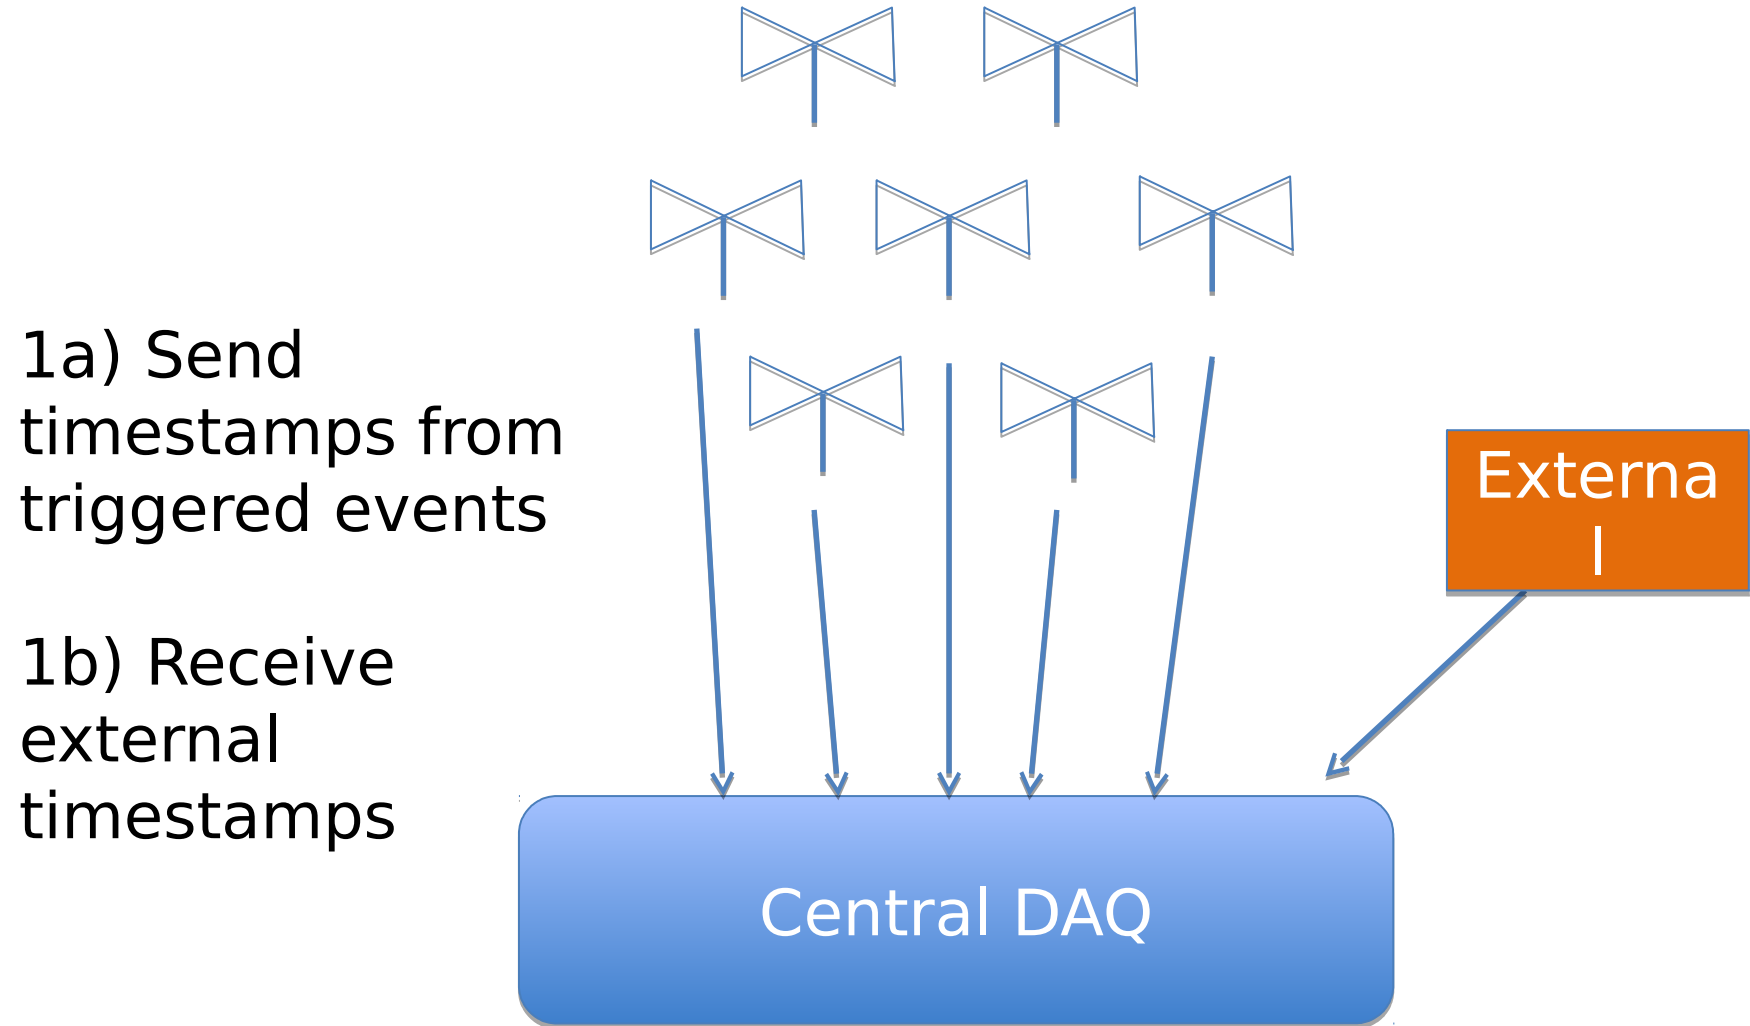 1a) Send
timestamps from
triggered events
1b) Receive
external
timestamps
Externa
l
Central DAQ